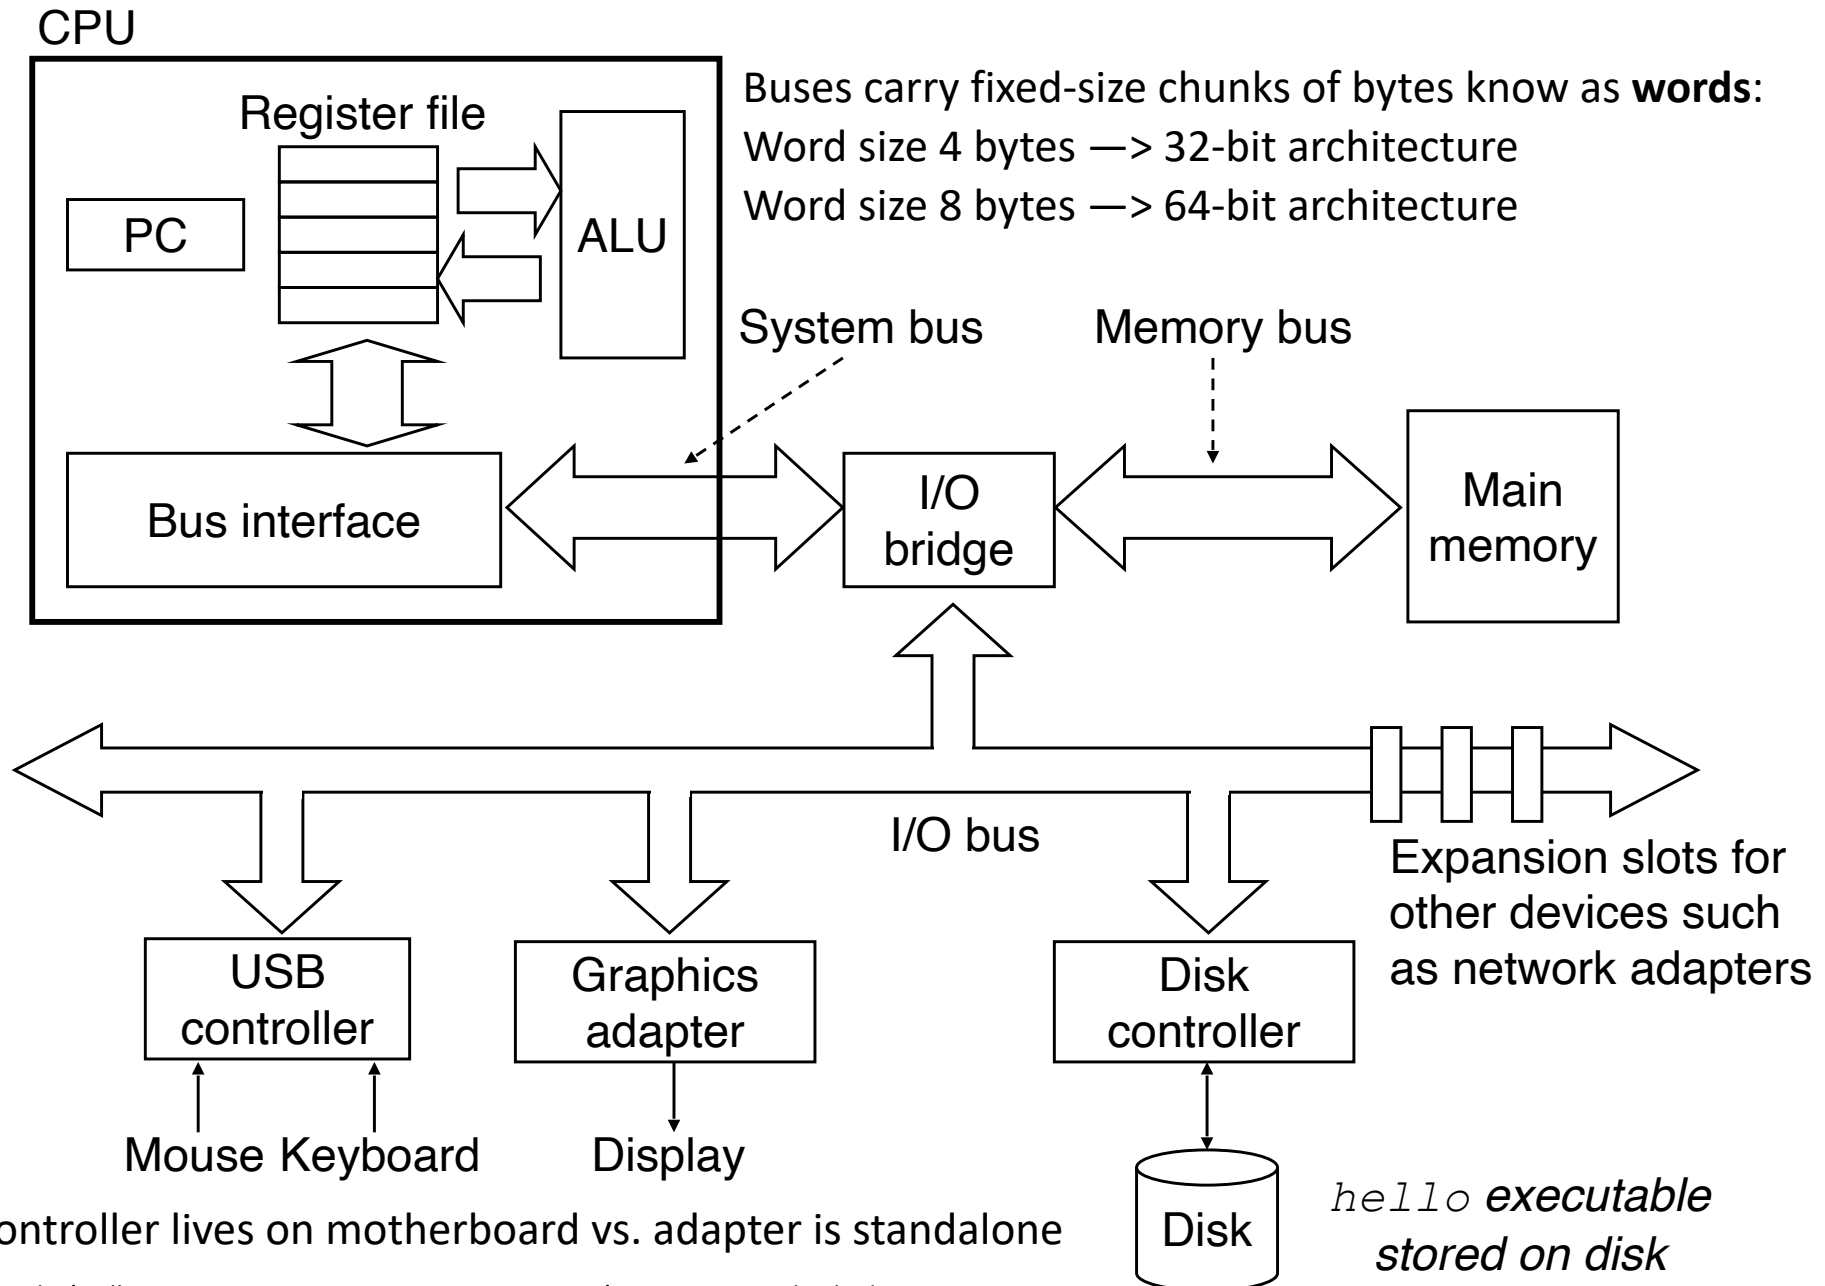 CPU
Buses carry fixed-size chunks of bytes know as words:
Word size 4 bytes —> 32-bit architecture
Word size 8 bytes —> 64-bit architecture
Register file
PC
ALU
System bus
Memory bus
Bus interface
I/O
bridge
Main
memory
I/O bus
Expansion slots for
other devices such
as network adapters
USB
controller
Graphics
adapter
Disk
controller
Mouse
Keyboard
Display
Disk
hello executable
stored on disk
ontroller lives on motherboard vs. adapter is standalone